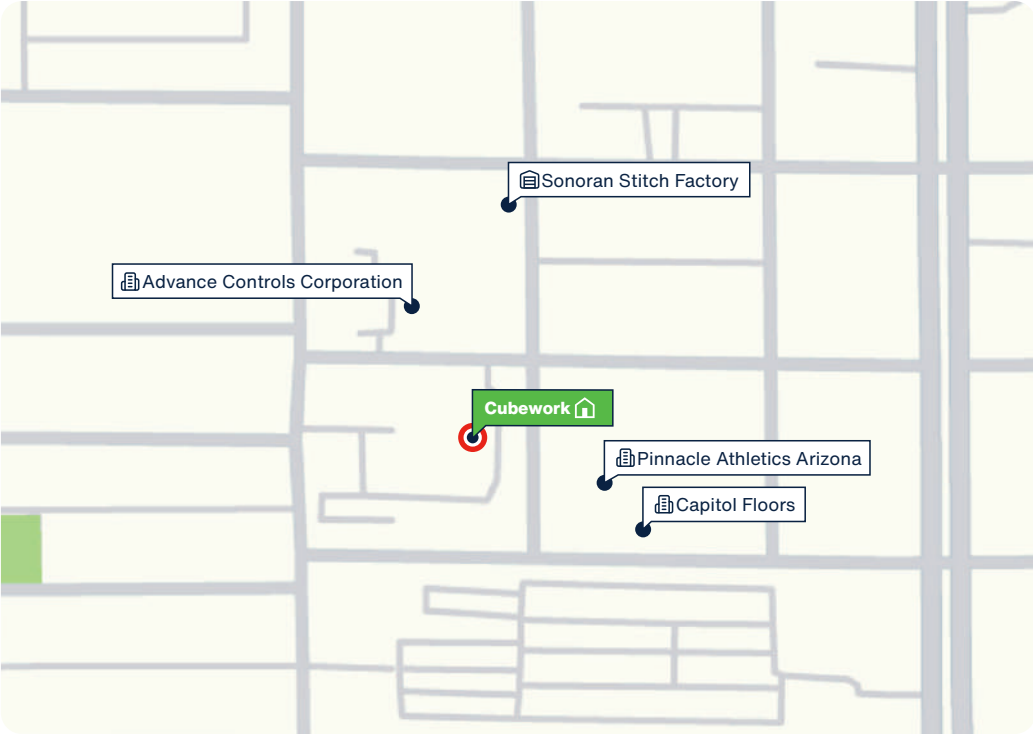 Sonoran Stitch Factory
Advance Controls Corporation
Cubework
Pinnacle Athletics Arizona
Capitol Floors